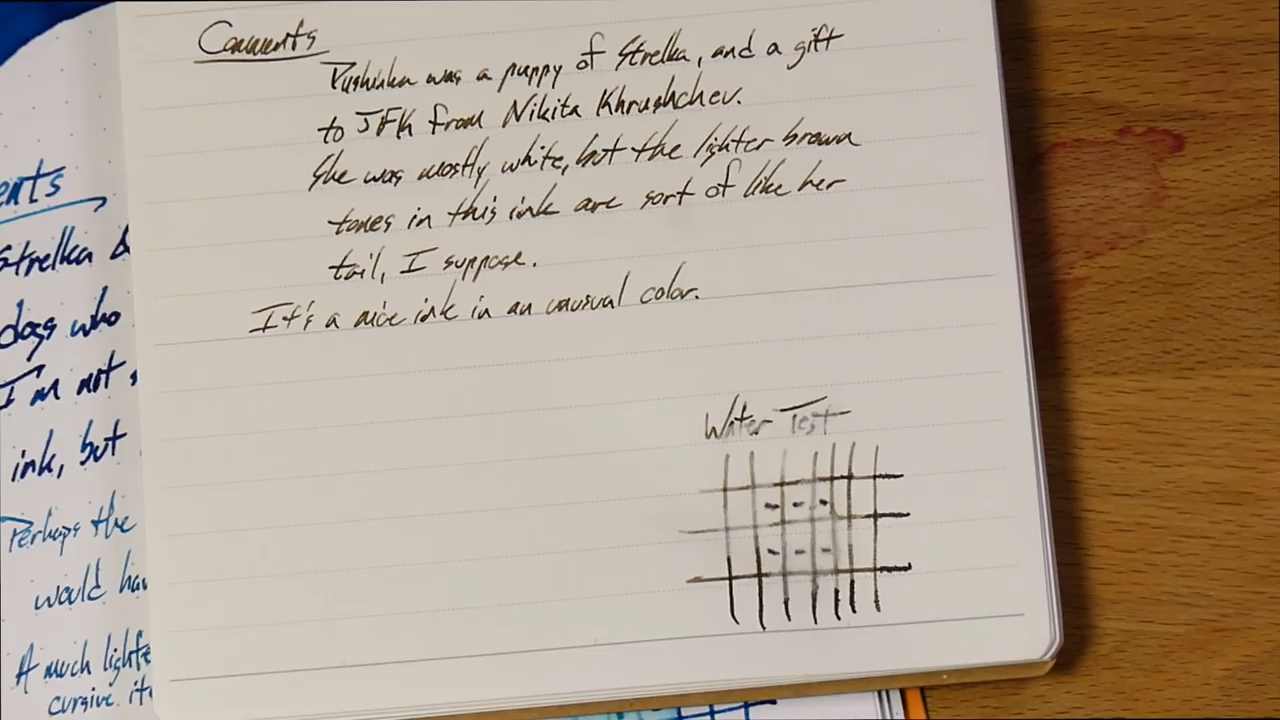 Comments
Pushinka was a puppy of Strelka, and a gift
to JFK from Nikita Khrushchev.
She was mostly white, but the lighter brown
tones in this ink are sort of like her
tail, I suppose.
It's a nice ink in an unusual color.
Water Test
ents
Strelka &
dogs who
I'm not
ink, but
Perhaps the
would hav
A much lighte
cursive. it